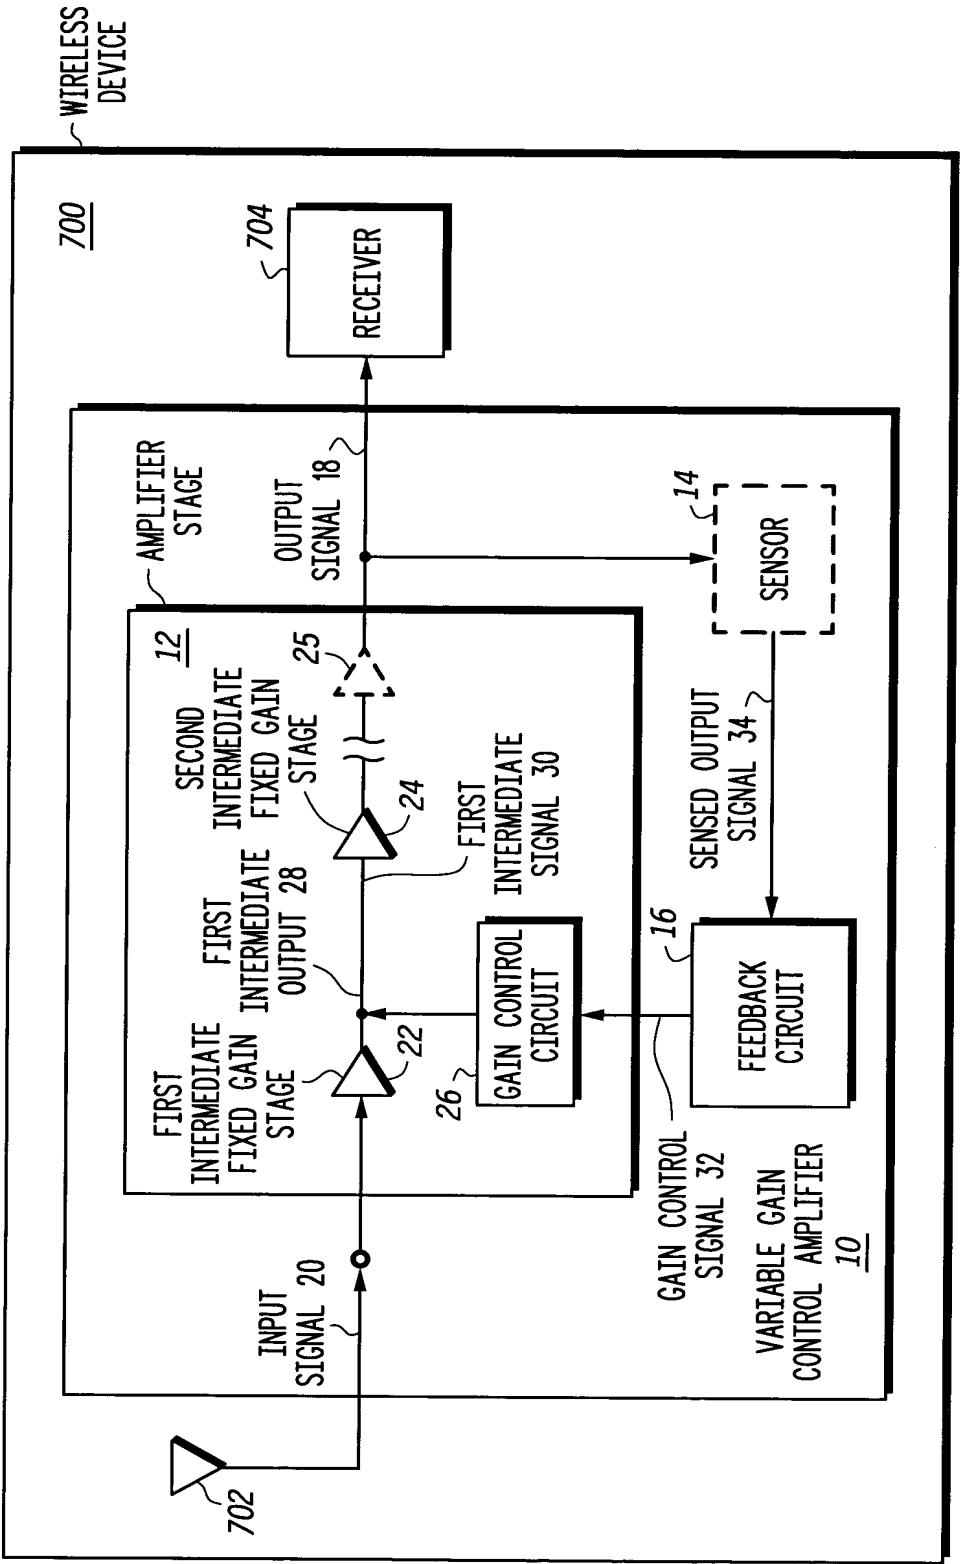 WIRELESS
DEVICE
700
AMPLIFIER
STAGE
12
SECOND
INTERMEDIATE
FIXED GAIN
STAGE
25
OUTPUT
SIGNAL 18
704
RECEIVER
FIRST
INTERMEDIATE
OUTPUT 28
FIRST
INTERMEDIATE
FIXED GAIN
STAGE
22
24
FIRST
INTERMEDIATE
SIGNAL 30
INPUT
SIGNAL 20
702
26
GAIN CONTROL
CIRCUIT
14
SENSOR
SENSED OUTPUT
SIGNAL 34
16
FEEDBACK
CIRCUIT
GAIN CONTROL
SIGNAL 32
VARIABLE GAIN
CONTROL AMPLIFIER
10